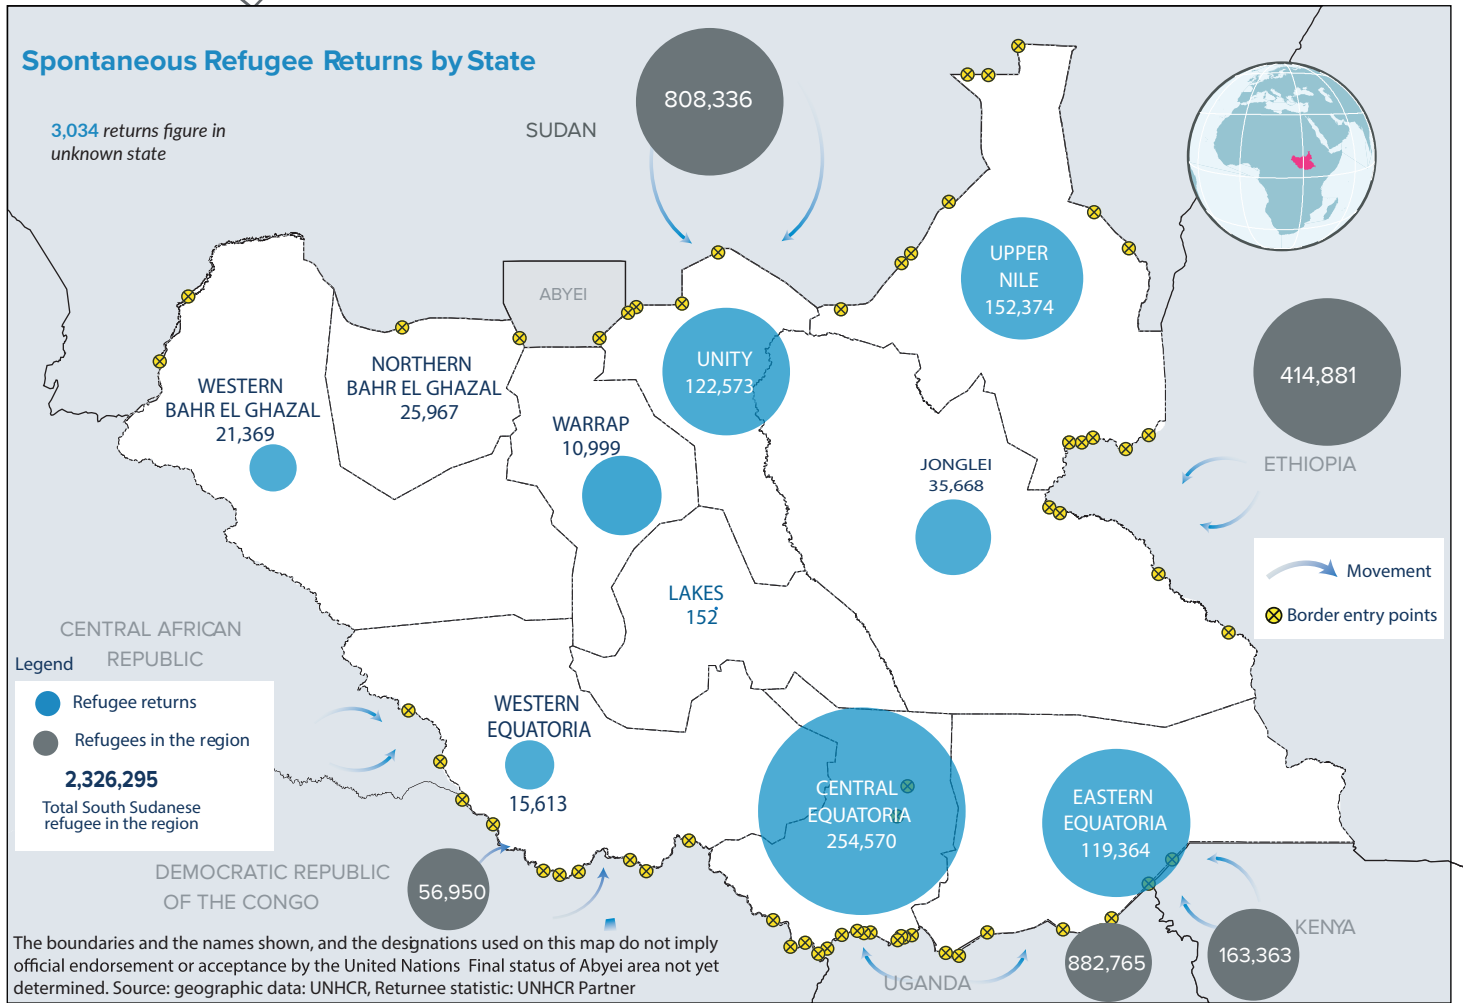 Spontaneous Refugee Returns by State
3,034 returns figure in
unknown state
808,336
SUDAN
ABYEI
UPPER
NILE
152,374
UNITY
122,573
NORTHERN
BAHR EL GHAZAL
25,967
WESTERN
BAHR EL GHAZAL
21,369
WARRAP
10,999
414,881
ETHIOPIA
JONGLEI
35,668
LAKES
152
Movement
Border entry points
CENTRAL AFRICAN
REPUBLIC
Legend
Refugee returns
Refugees in the region
2,326,295
Total South Sudanese
refugee in the region
WESTERN
EQUATORIA
15,613
CENTRAL
EQUATORIA
254,570
EASTERN
EQUATORIA
119,364
DEMOCRATIC REPUBLIC
OF THE CONGO
56,950
KENYA
163,363
882,765
UGANDA
The boundaries and the names shown, and the designations used on this map do not imply
official endorsement or acceptance by the United Nations Final status of Abyei area not yet
determined. Source: geographic data: UNHCR, Returnee statistic: UNHCR Partner